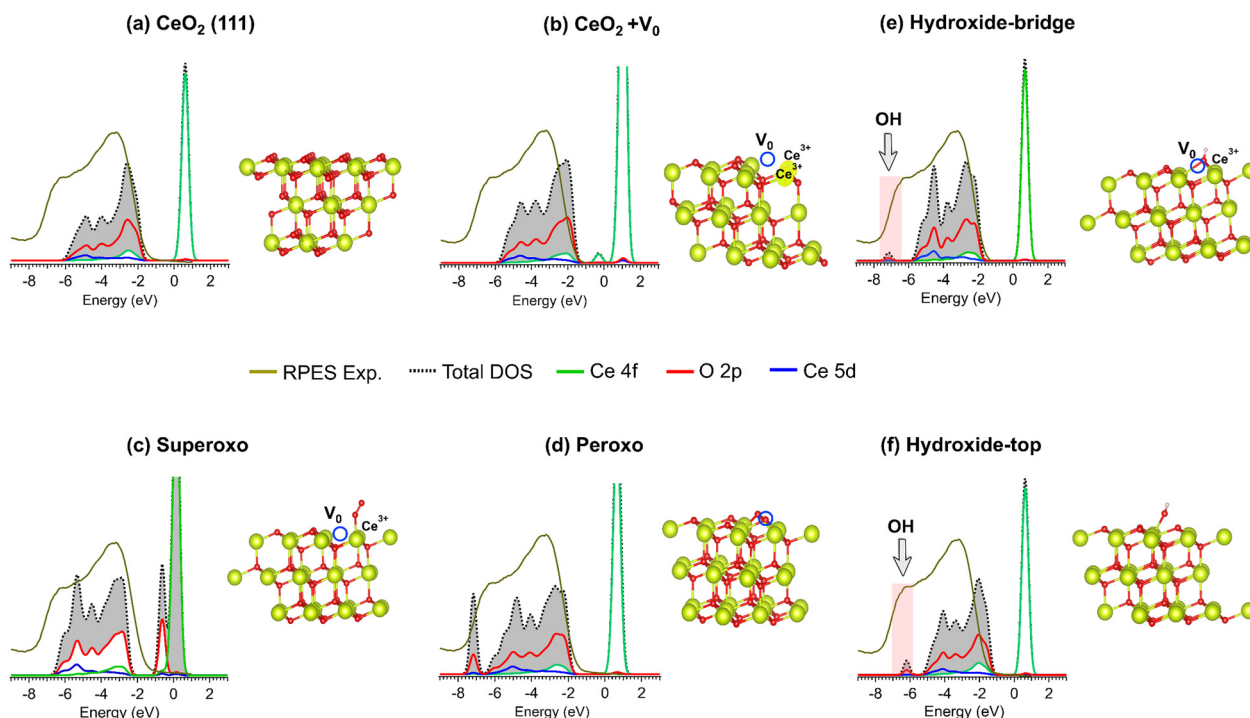 (a) CeO₂ (111)
(b) CeO₂ +V₀
(e) Hydroxide-bridge
OH
V₀
Ce³⁺
Ce³⁺
V₀
Ce³⁺
-8 -6 -4 -2 0 2
Energy (eV)
-8 -6 -4 -2 0 2
Energy (eV)
-8 -6 -4 -2 0 2
Energy (eV)
RPES Exp. Total DOS Ce 4f O 2p Ce 5d
(c) Superoxo
(d) Peroxo
(f) Hydroxide-top
V₀
Ce³⁺
OH
-8 -6 -4 -2 0 2
Energy (eV)
-8 -6 -4 -2 0 2
Energy (eV)
-8 -6 -4 -2 0 2
Energy (eV)